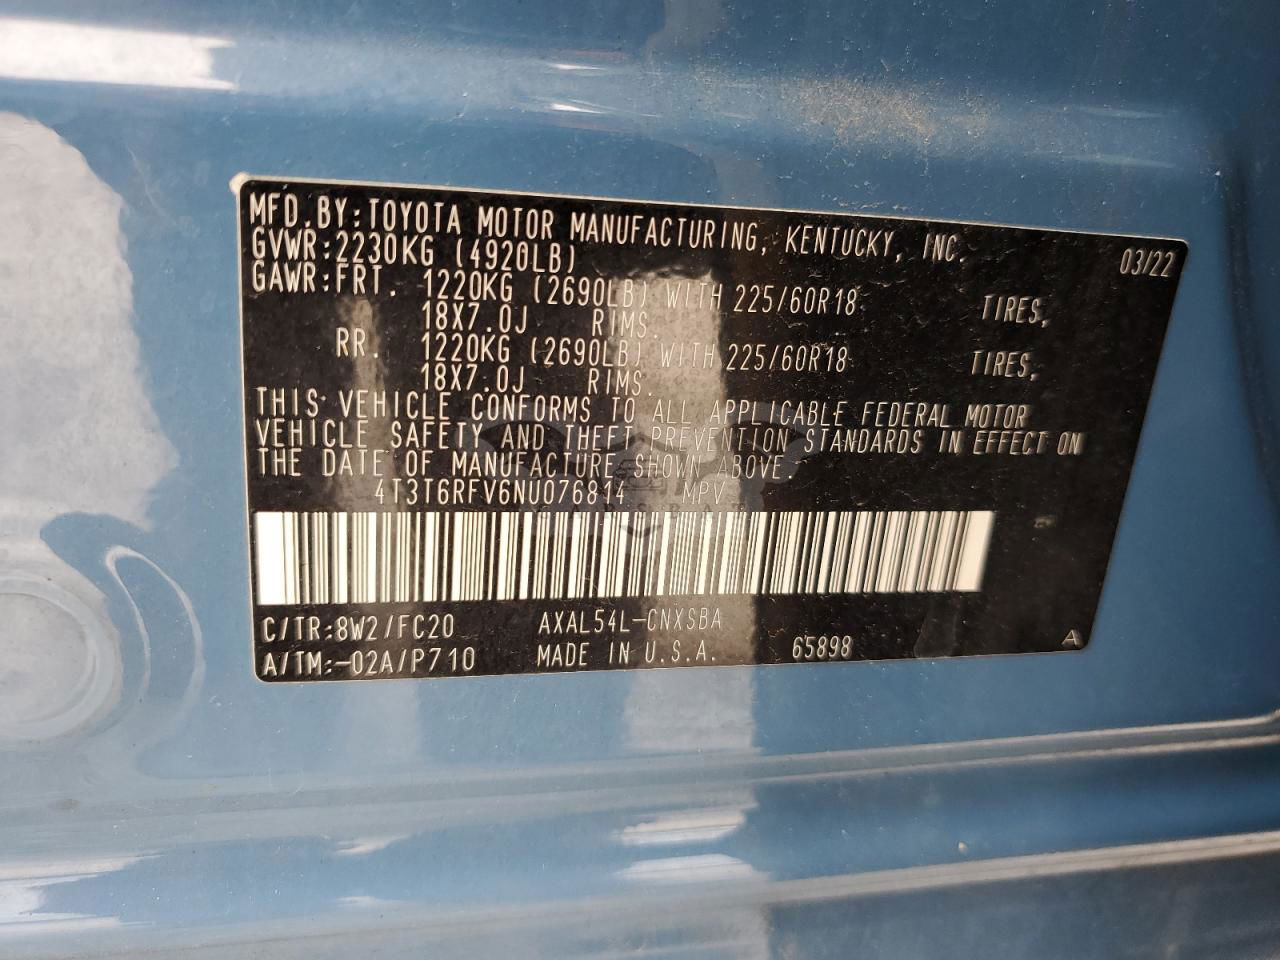 MFD.BY:TOYOTA MOTOR MANUFACTURING, KENTUCKY, INC. 03/22
GVWR:2230KG (4920LB)
GAWR:FRT. 1220KG (2690LB) WITH 225/60R18 TIRES,
18X7.0J RIMS.
RR. 1220KG (2690LB) WITH 225/60R18 TIRES,
18X7.0J RIMS.
THIS VEHICLE CONFORMS TO ALL APPLICABLE FEDERAL MOTOR
VEHICLE SAFETY AND THEFT PREVENTION STANDARDS IN EFFECT ON
THE DATE OF MANUFACTURE SHOWN ABOVE.
4T3T6RFV6NU076814 MPV
C/TR:8W2/FC20 AXAL54L-CNXSBA
A/TM:-02A/P710 MADE IN U.S.A. 65898 A